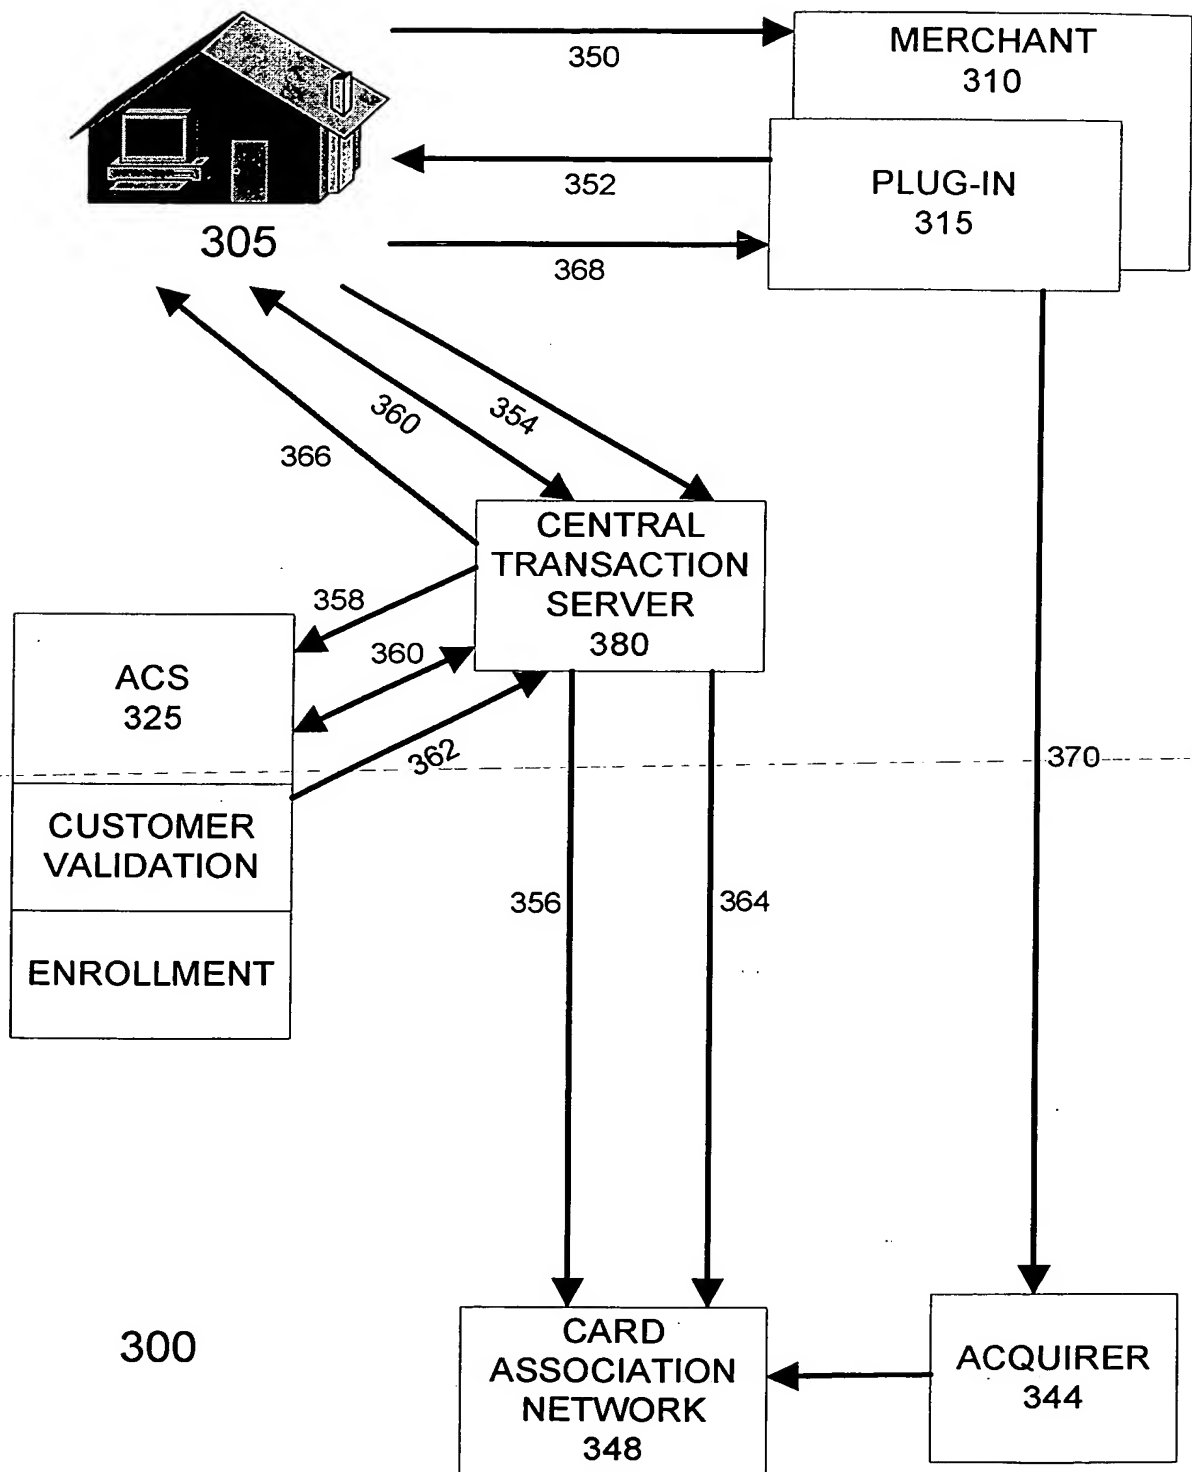 350
MERCHANT
310
352
PLUG-IN
315
305
368
360
354
366
CENTRAL
TRANSACTION
SERVER
380
358
360
ACS
325
362
370
CUSTOMER
VALIDATION
356
364
ENROLLMENT
300
CARD
ASSOCIATION
NETWORK
348
ACQUIRER
344